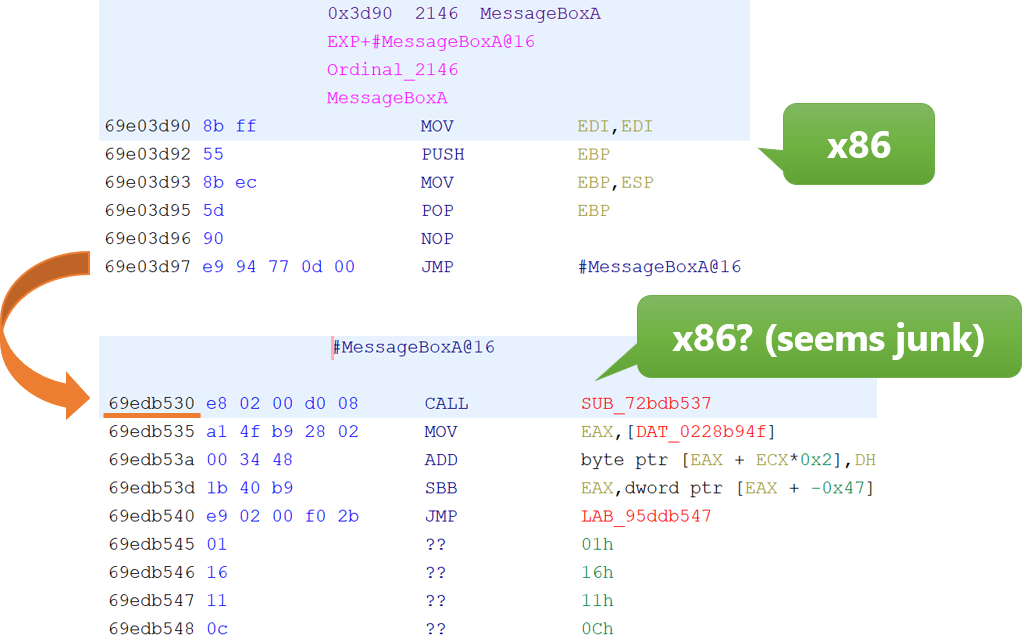 0x3d90 2146 MessageBoxA
EXP+#MessageBoxA@16
Ordinal_2146
MessageBoxA
69e03d90 8b ff MOV EDI,EDI
69e03d92 55 PUSH EBP
69e03d93 8b ec MOV EBP,ESP
69e03d95 5d POP EBP
69e03d96 90 NOP
69e03d97 e9 94 77 0d 00 JMP #MessageBoxA@16
x86
#MessageBoxA@16
x86? (seems junk)
69edb530 e8 02 00 d0 08 CALL SUB_72bdb537
69edb535 a1 4f b9 28 02 MOV EAX,[DAT_0228b94f]
69edb53a 00 34 48 ADD byte ptr [EAX + ECX*0x2],DH
69edb53d 1b 40 b9 SBB EAX,dword ptr [EAX + -0x47]
69edb540 e9 02 00 f0 2b JMP LAB_95ddb547
69edb545 01 ?? 01h
69edb546 16 ?? 16h
69edb547 11 ?? 11h
69edb548 0c ?? 0Ch